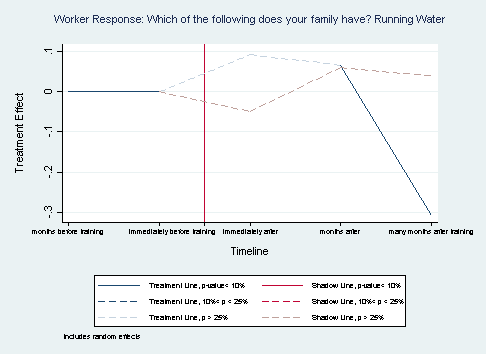 Worker Response: Which of the following does your family have? Running Water
Treatment Effect
.1
0
-.1
-.2
-.3
months before training
immediately before training
immediately after
months after
many months after training
Timeline
Treatment Line, p-value< 10%
Shadow Line, p-value< 10%
Treatment Line, 10%< p < 25%
Shadow Line, 10%< p < 25%
Treatment Line, p > 25%
Shadow Line, p > 25%
Includes random effects